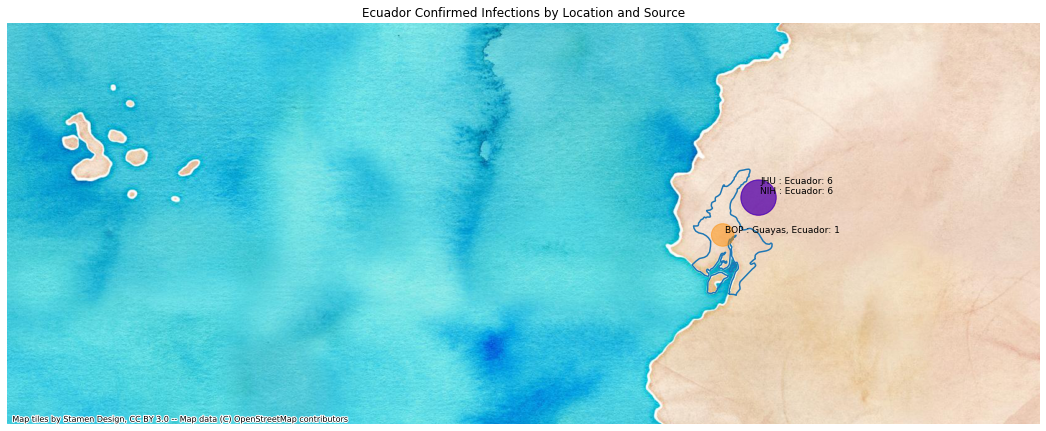 Ecuador Confirmed Infections by Location and Source
JHU : Ecuador: 6
NIH : Ecuador: 6
BOP : Guayas, Ecuador: 1
Map tiles by Stamen Design, CC BY 3.0 -- Map data (C) OpenStreetMap contributors